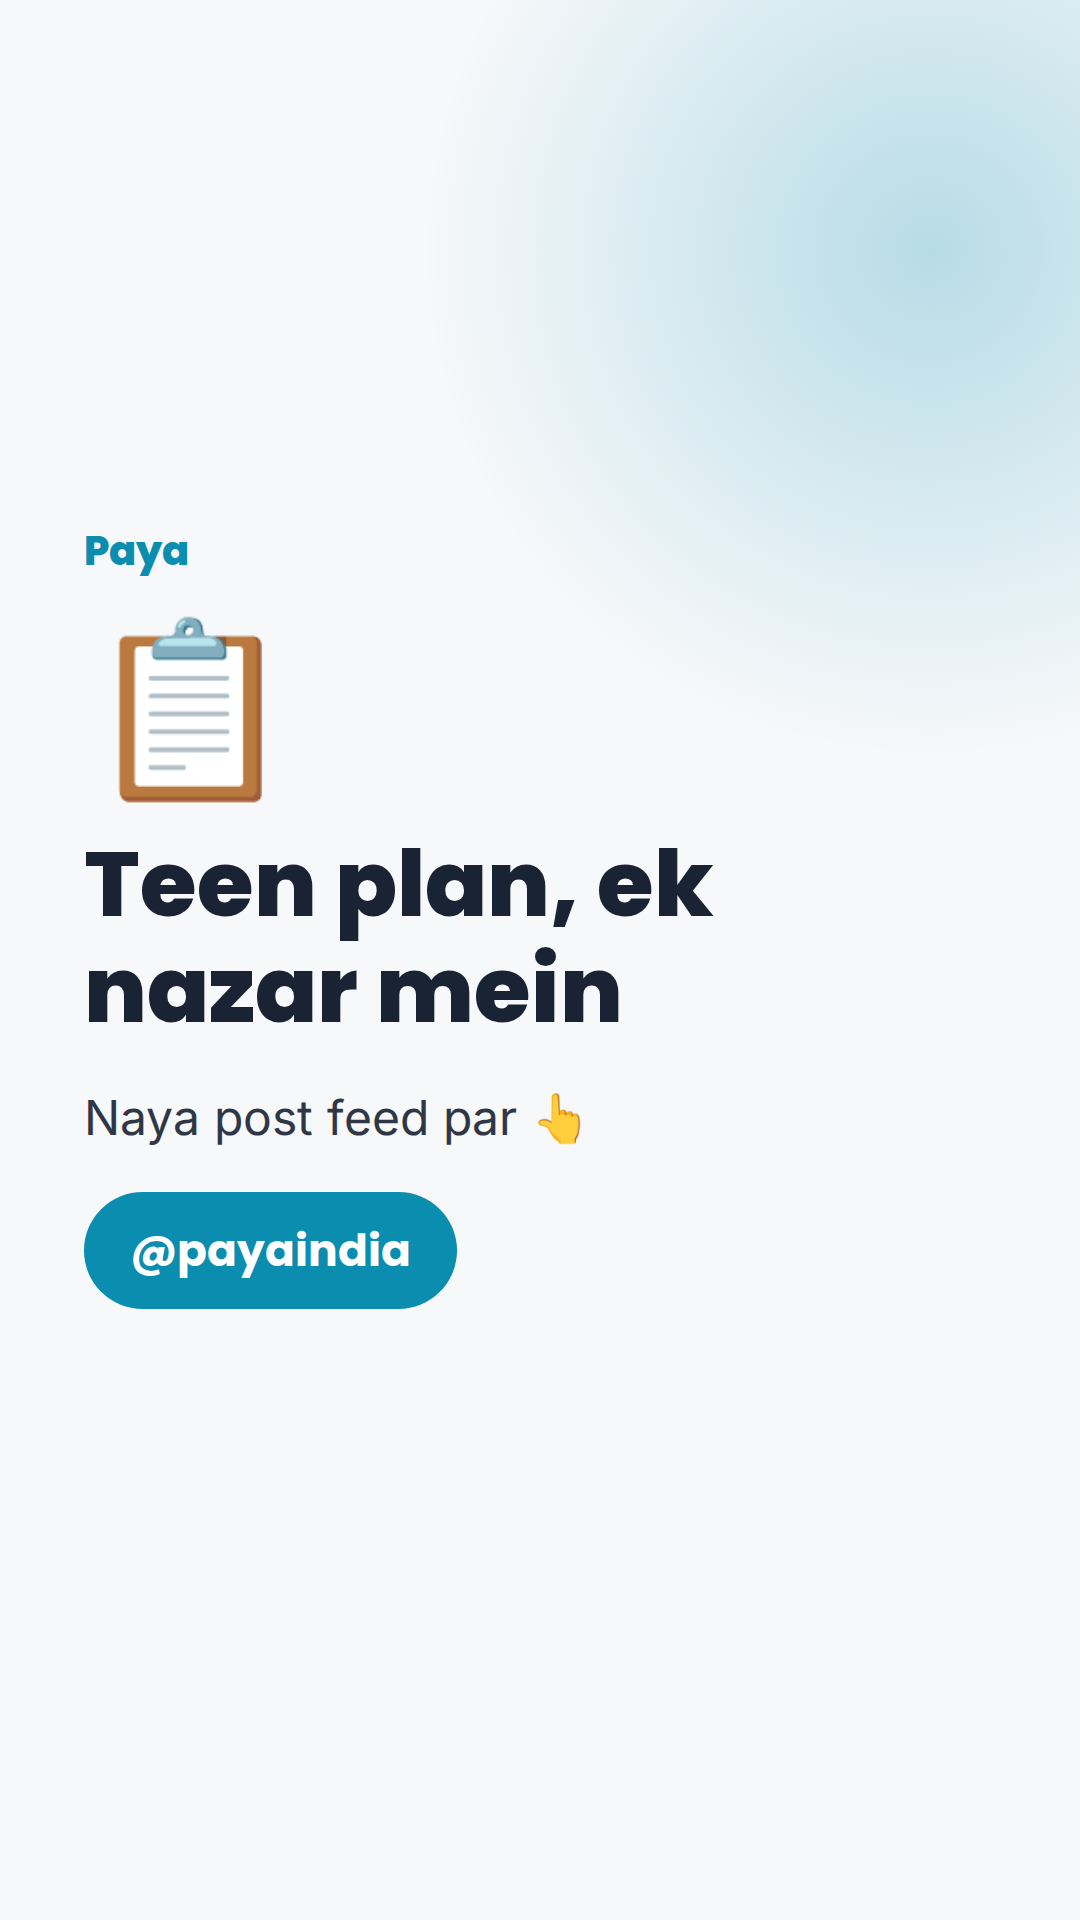 Paya
Teen plan, ek
nazar mein
Naya post feed par 👆
@payaindia